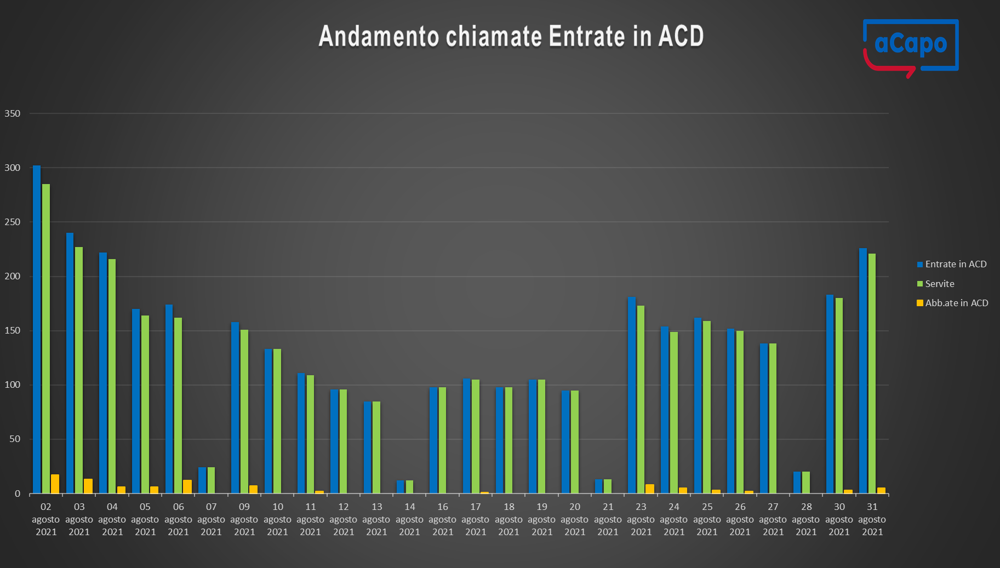 Andamento chiamate Entrate in ACD
aCapo
350
300
250
200
150
100
50
0
02 agosto 2021
03 agosto 2021
04 agosto 2021
05 agosto 2021
06 agosto 2021
07 agosto 2021
09 agosto 2021
10 agosto 2021
11 agosto 2021
12 agosto 2021
13 agosto 2021
14 agosto 2021
16 agosto 2021
17 agosto 2021
18 agosto 2021
19 agosto 2021
20 agosto 2021
21 agosto 2021
23 agosto 2021
24 agosto 2021
25 agosto 2021
26 agosto 2021
27 agosto 2021
28 agosto 2021
30 agosto 2021
31 agosto 2021
Entrate in ACD
Servite
Abb.ate in ACD